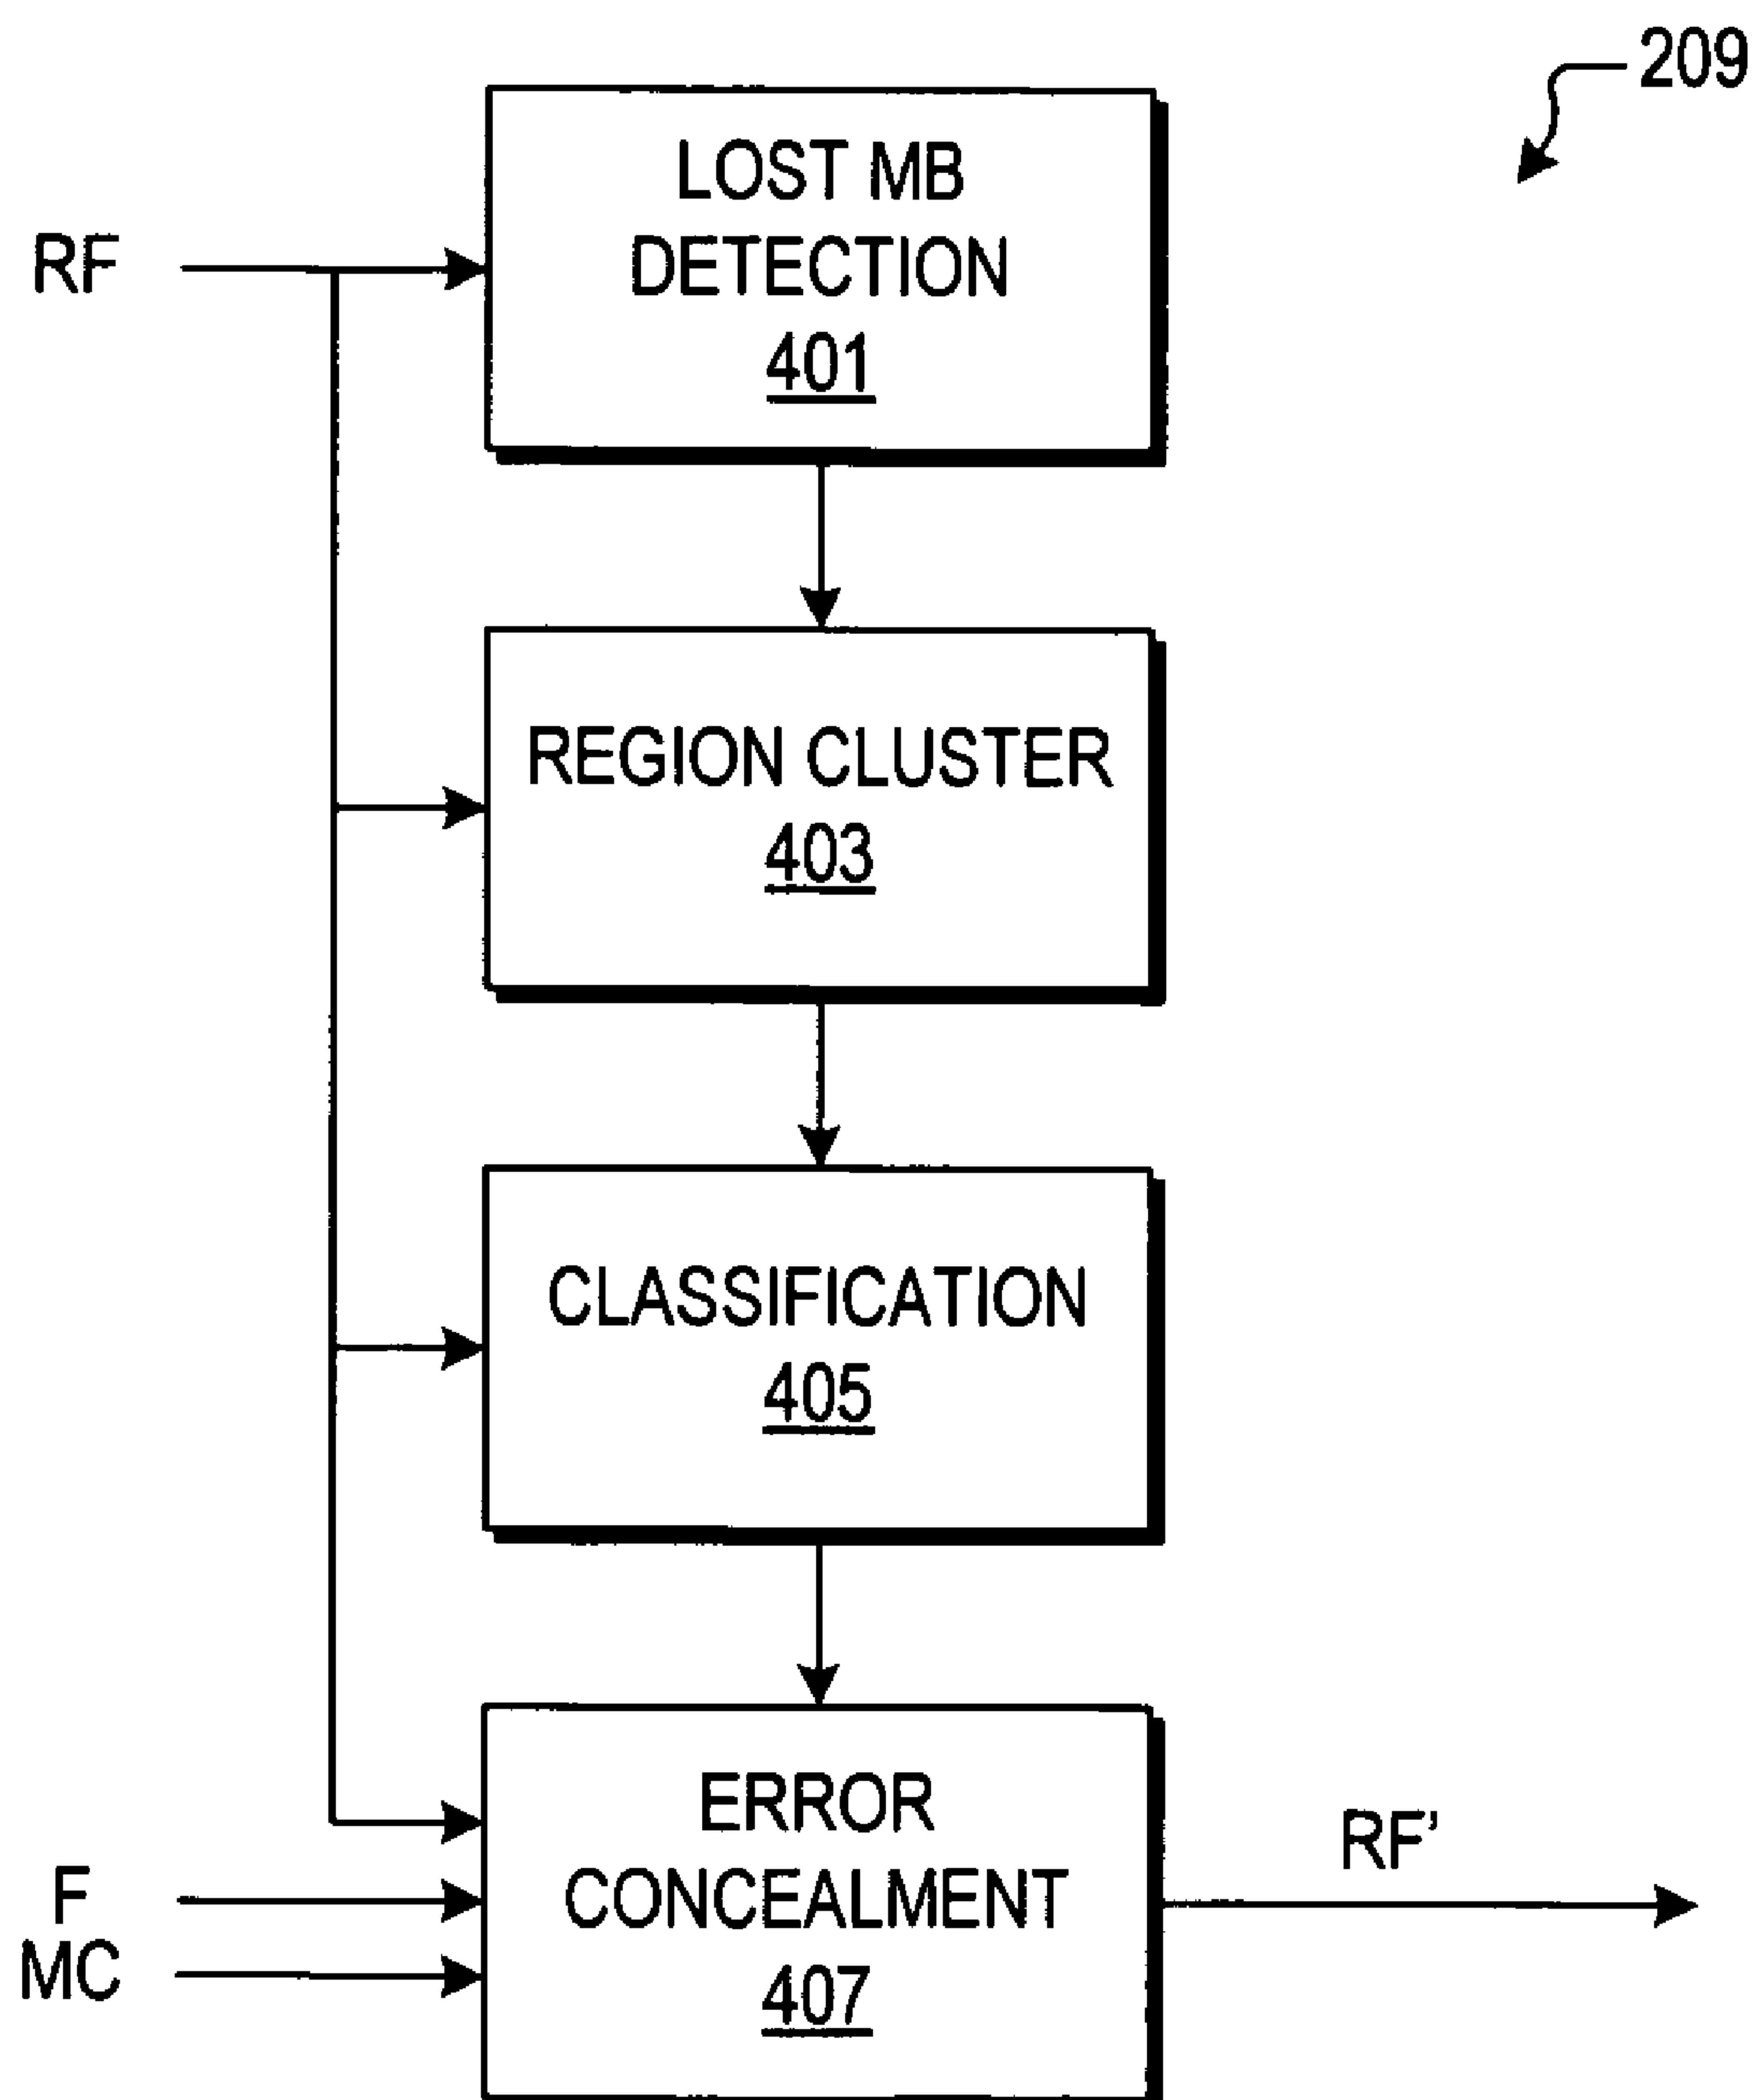 209
LOST MB
DETECTION
401
RF
REGION CLUSTER
403
CLASSIFICATION
405
ERROR
CONCEALMENT
407
F
MC
RF'